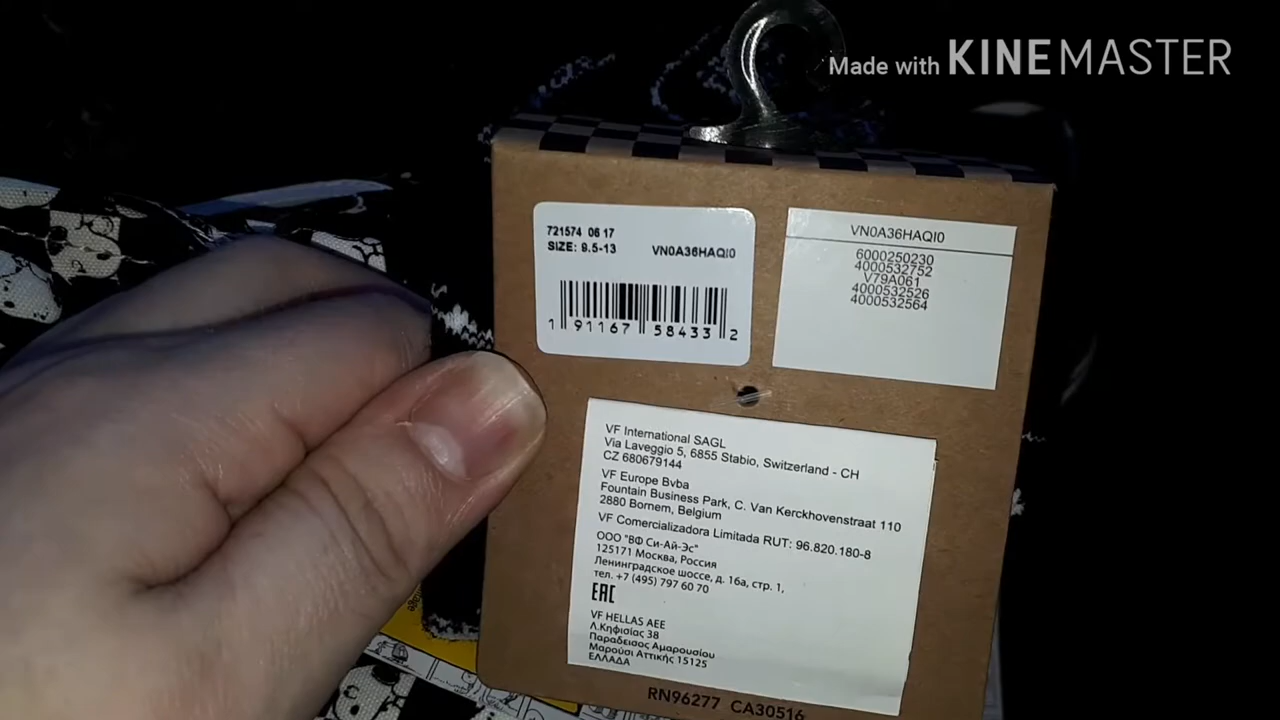 Made with KINEMASTER
721574 06 17
SIZE: 9.5-13 VN0A36HAQI0
1 91167 58433 2
VN0A36HAQI0
6000250230
4000532752
V79A061
4000532526
4000532564
VF International SAGL
Via Laveggio 5, 6855 Stabio, Switzerland - CH
CZ 680679144
VF Europe Bvba
Fountain Business Park, C. Van Kerckhovenstraat 110
2880 Bornem, Belgium
VF Comercializadora Limitada RUT: 96.820.180-8
ООО "ВФ Си-Ай-Эс"
125171 Москва, Россия
Ленинградское шоссе, д. 16а, стр. 1,
тел. +7 (495) 797 60 70
EAC
VF HELLAS AEE
Λ.Κηφισίας 38
Παραδεισος Αμαρουσίου
Μαρούσι Αττικής 15125
ΕΛΛΑΔΑ
RN96277 CA30516